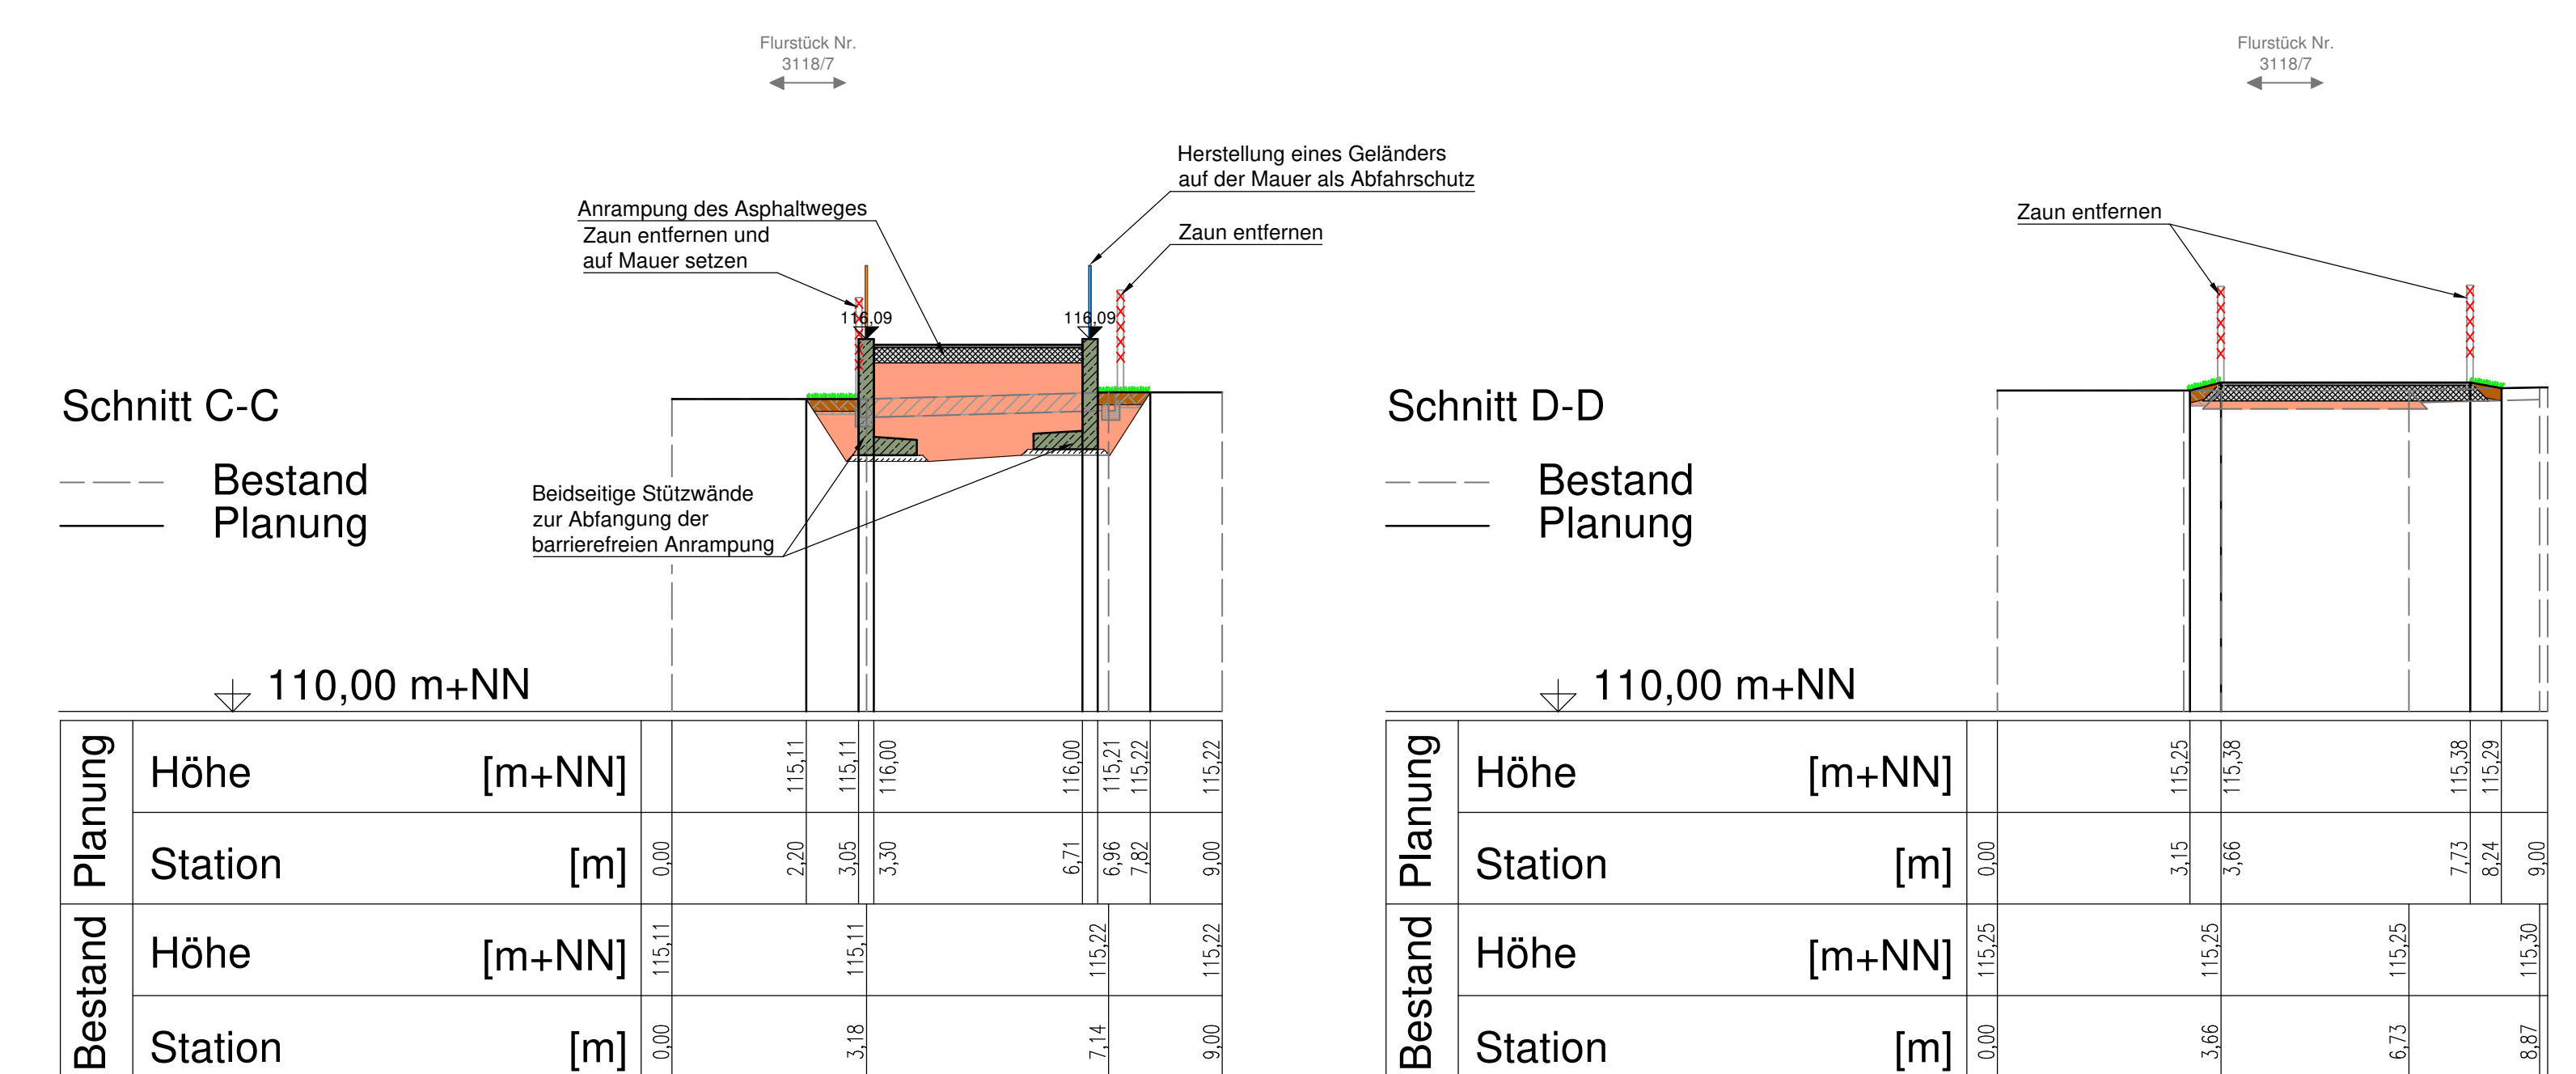 Flurstück Nr.
3118/7
Herstellung eines Geländers
auf der Mauer als Abfahrschutz
Anrampung des Asphaltweges
Zaun entfernen und
auf Mauer setzen
Zaun entfernen
116,09
116,09
Schnitt C-C
Bestand
Planung
Beidseitige Stützwände
zur Abfangung der
barrierefreien Anrampung
110,00 m+NN
Planung
Höhe [m+NN] 115,11 115,11 116,00 116,00 115,21 115,22 115,22
Station [m] 0,00 2,20 3,05 3,30 6,71 6,96 7,82 9,00
Bestand
Höhe [m+NN] 115,11 115,11 115,22 115,22
Station [m] 0,00 3,18 7,14 9,00
Flurstück Nr.
3118/7
Zaun entfernen
Schnitt D-D
Bestand
Planung
110,00 m+NN
Planung
Höhe [m+NN] 115,25 115,38 115,38 115,29
Station [m] 0,00 3,15 3,66 7,73 8,24 9,00
Bestand
Höhe [m+NN] 115,25 115,25 115,25 115,30
Station [m] 0,00 3,66 6,73 8,87